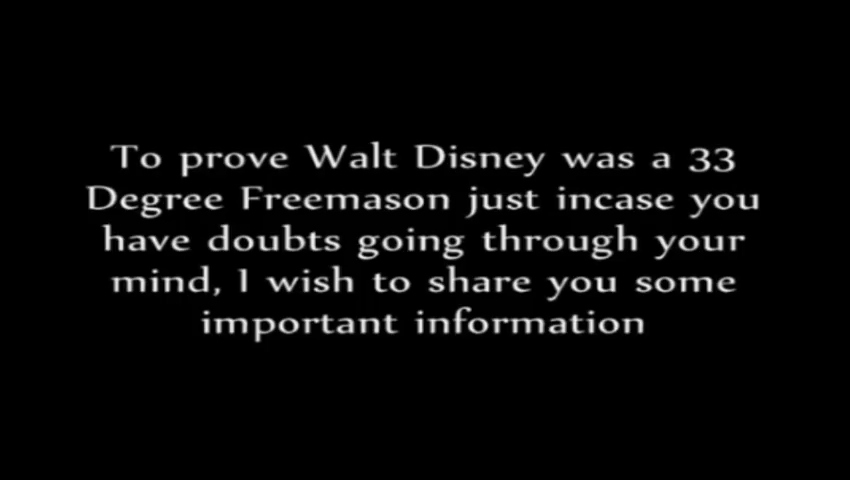 To prove Walt Disney was a 33
Degree Freemason just incase you
have doubts going through your
mind, I wish to share you some
important information